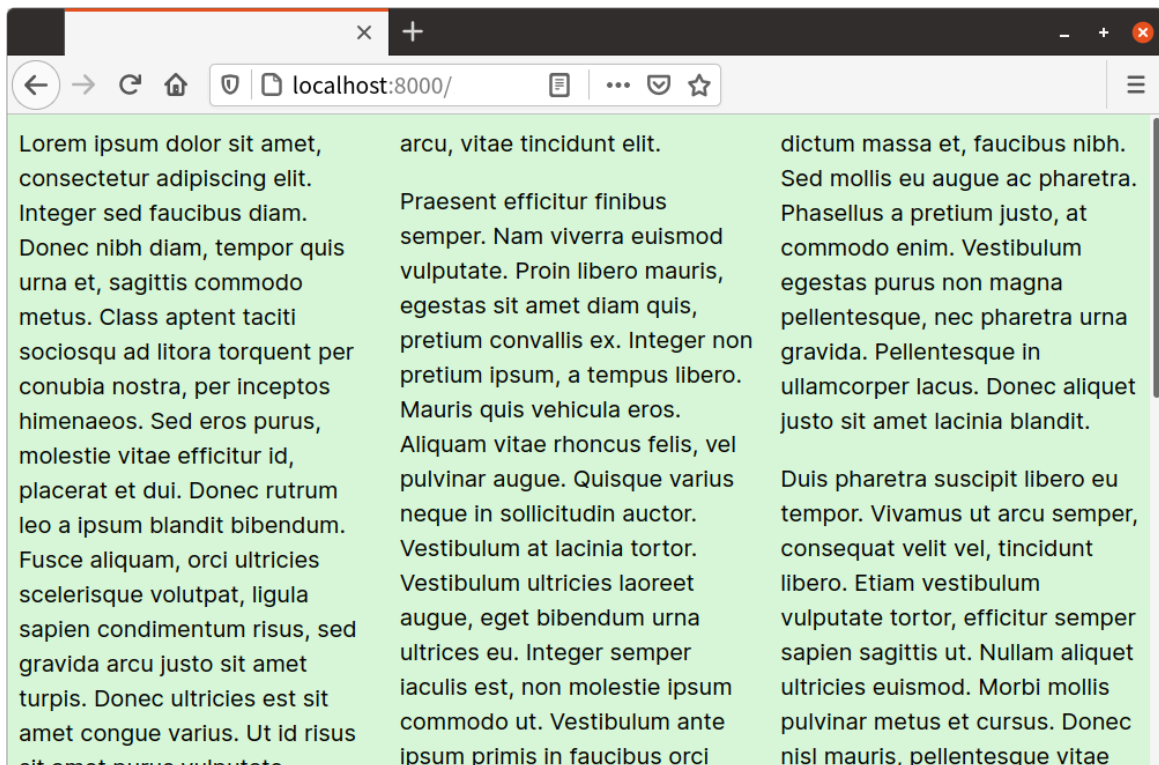 localhost:8000/
Lorem ipsum dolor sit amet,
consectetur adipiscing elit.
Integer sed faucibus diam.
Donec nibh diam, tempor quis
urna et, sagittis commodo
metus. Class aptent taciti
sociosqu ad litora torquent per
conubia nostra, per inceptos
himenaeos. Sed eros purus,
molestie vitae efficitur id,
placerat et dui. Donec rutrum
leo a ipsum blandit bibendum.
Fusce aliquam, orci ultricies
scelerisque volutpat, ligula
sapien condimentum risus, sed
gravida arcu justo sit amet
turpis. Donec ultricies est sit
amet congue varius. Ut id risus
sit amet purus vulputate
arcu, vitae tincidunt elit.
Praesent efficitur finibus
semper. Nam viverra euismod
vulputate. Proin libero mauris,
egestas sit amet diam quis,
pretium convallis ex. Integer non
pretium ipsum, a tempus libero.
Mauris quis vehicula eros.
Aliquam vitae rhoncus felis, vel
pulvinar augue. Quisque varius
neque in sollicitudin auctor.
Vestibulum at lacinia tortor.
Vestibulum ultricies laoreet
augue, eget bibendum urna
ultrices eu. Integer semper
iaculis est, non molestie ipsum
commodo ut. Vestibulum ante
ipsum primis in faucibus orci
dictum massa et, faucibus nibh.
Sed mollis eu augue ac pharetra.
Phasellus a pretium justo, at
commodo enim. Vestibulum
egestas purus non magna
pellentesque, nec pharetra urna
gravida. Pellentesque in
ullamcorper lacus. Donec aliquet
justo sit amet lacinia blandit.
Duis pharetra suscipit libero eu
tempor. Vivamus ut arcu semper,
consequat velit vel, tincidunt
libero. Etiam vestibulum
vulputate tortor, efficitur semper
sapien sagittis ut. Nullam aliquet
ultricies euismod. Morbi mollis
pulvinar metus et cursus. Donec
nisl mauris, pellentesque vitae